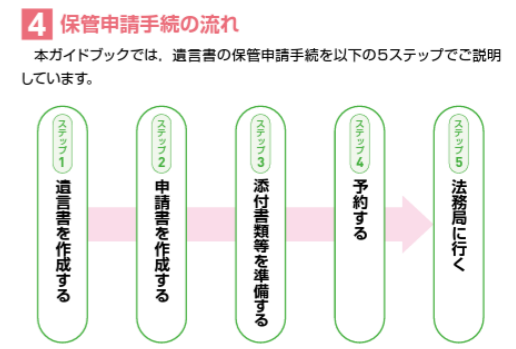 4 保管申請手続の流れ
本ガイドブックでは，遺言書の保管申請手続を以下の5ステップでご説明
しています。
ステップ1
遺言書を作成する
ステップ2
申請書を作成する
ステップ3
添付書類等を準備する
ステップ4
予約する
ステップ5
法務局に行く